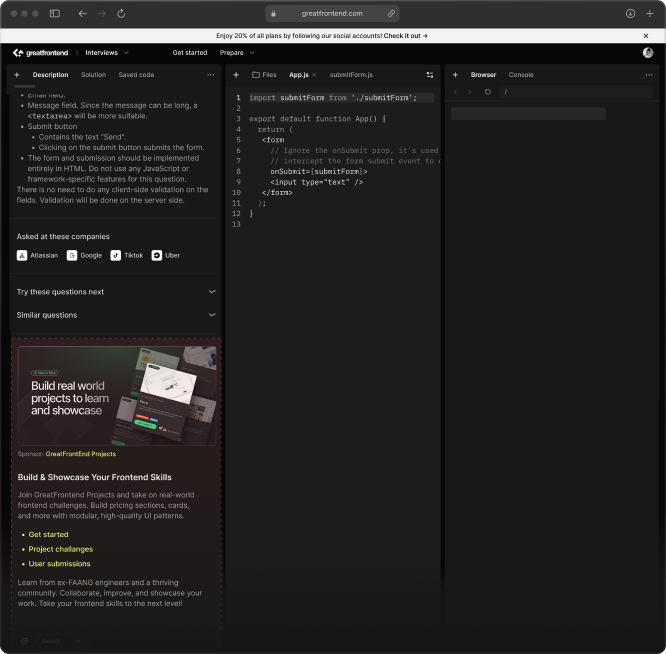 greatfrontend.com
Enjoy 20% of all plans by following our social accounts! Check it out →
greatfrontend
Interviews
Get started
Prepare
Description
Solution
Saved code
Email field.
Message field. Since the message can be long, a
<textarea> will be more suitable.
Submit button
Contains the text "Send".
Clicking on the submit button submits the form.
The form and submission should be implemented
entirely in HTML. Do not use any JavaScript or
framework-specific features for this question.
There is no need to do any client-side validation on the
fields. Validation will be done on the server side.
Asked at these companies
Atlassian
Google
Tiktok
Uber
Try these questions next
Similar questions
Build real world
projects to learn
and showcase
Sponsor: GreatFrontEnd Projects
Build & Showcase Your Frontend Skills
Join GreatFrontend Projects and take on real-world
frontend challenges. Build pricing sections, cards,
and more with modular, high-quality UI patterns.
Get started
Project challanges
User submissions
Learn from ex-FAANG engineers and a thriving
community. Collaborate, improve, and showcase your
work. Take your frontend skills to the next level!
Files
App.js
submitForm.js
1 import submitForm from './submitForm';
2
3 export default function App() {
4 return (
5 <form
6 // Ignore the onSubmit prop, it's used
7 // intercept the form submit event to
8 onSubmit={submitForm}>
9 <input type="text" />
10 </form>
11 );
12 }
13
Browser
Console
/